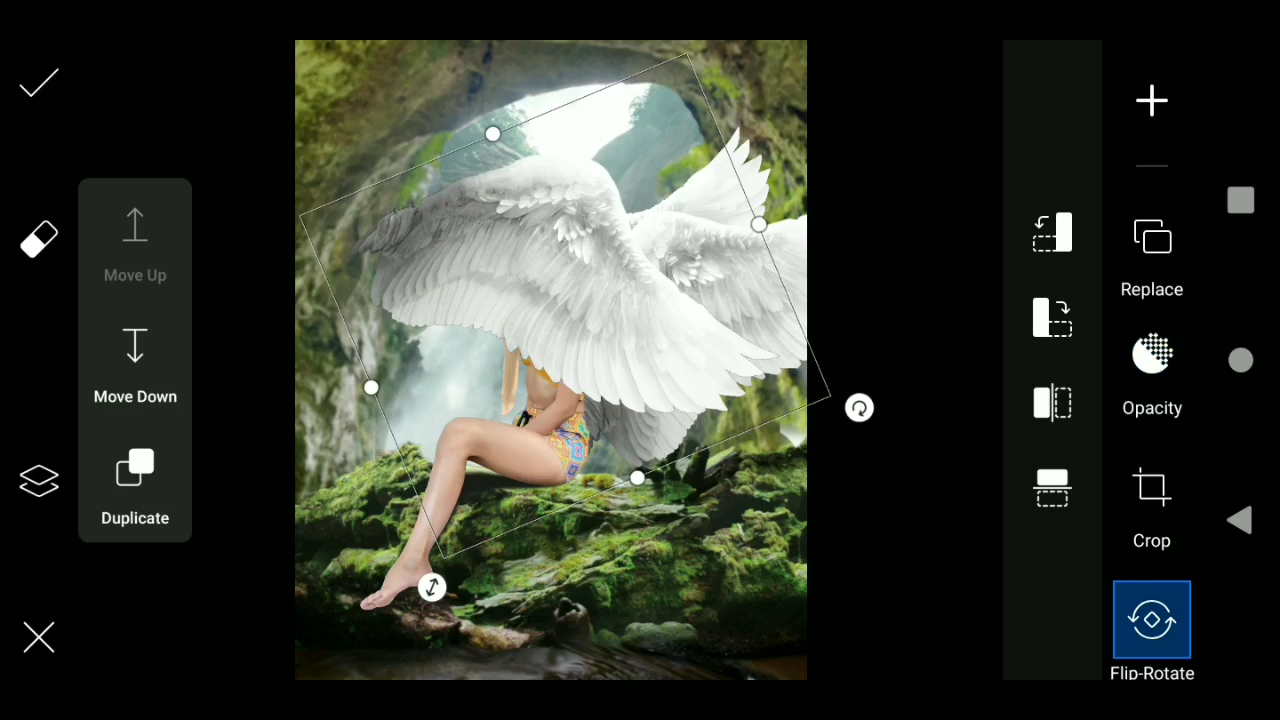 Move Up
Move Down
Duplicate
Replace
Opacity
Crop
Flip-Rotate